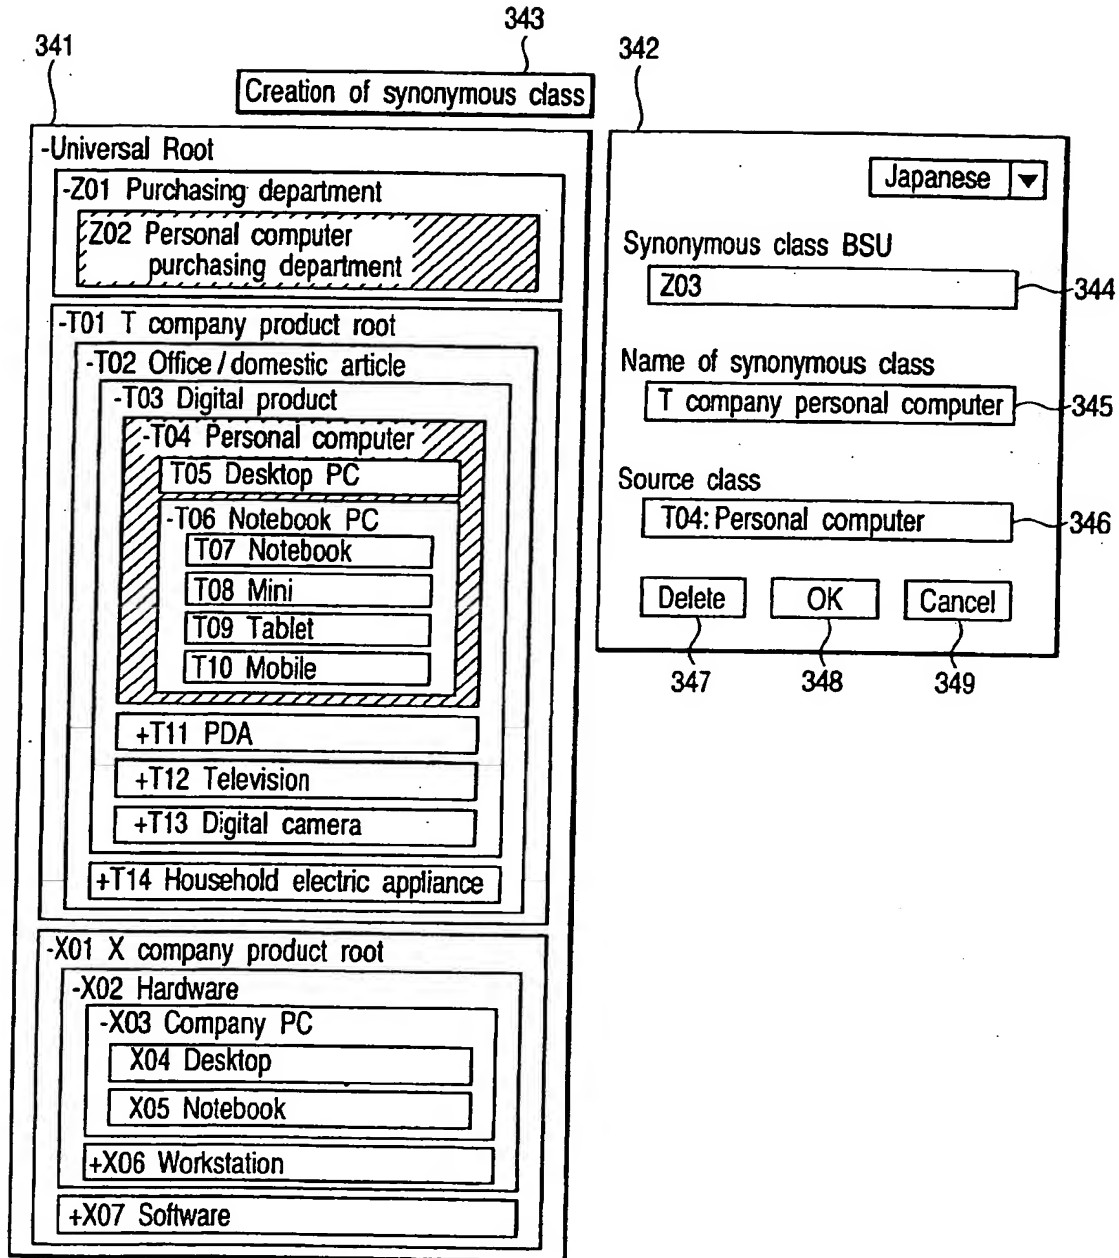 343
341
342
Creation of synonymous class
-Universal Root
-Z01 Purchasing department
Z02 Personal computer
purchasing department
-T01 T company product root
-T02 Office / domestic article
-T03 Digital product
-T04 Personal computer
T05 Desktop PC
-T06 Notebook PC
T07 Notebook
T08 Mini
T09 Tablet
T10 Mobile
+T11 PDA
+T12 Television
+T13 Digital camera
+T14 Household electric appliance
-X01 X company product root
-X02 Hardware
-X03 Company PC
X04 Desktop
X05 Notebook
+X06 Workstation
+X07 Software
Japanese
Synonymous class BSU
Z03
344
Name of synonymous class
T company personal computer
345
Source class
T04: Personal computer
346
Delete OK Cancel
347 348 349